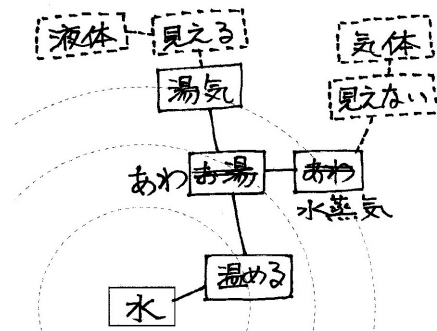 液体 見える
気体
湯気
見えない
あわ お湯 あわ
水蒸気
温める
水